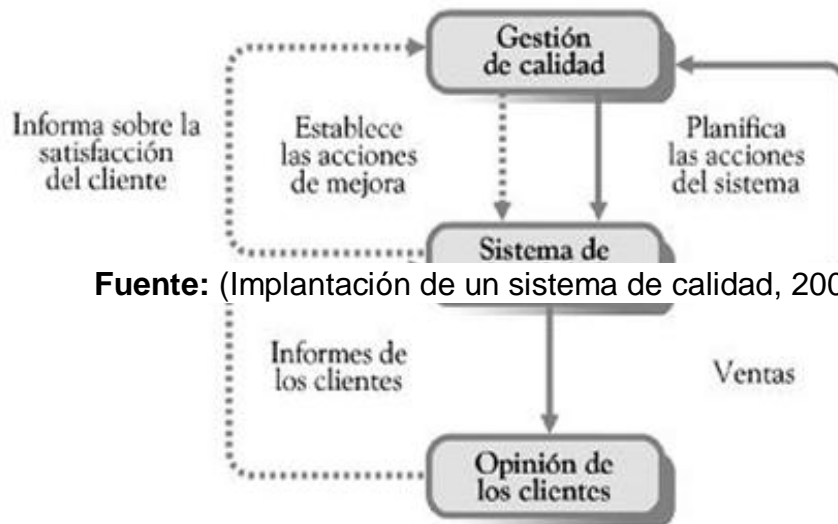 Gestión
de calidad
Informa sobre la
satisfacción
del cliente
Establece
las acciones
de mejora
Planifica
las acciones
del sistema
Sistema de
Fuente: (Implantación de un sistema de calidad, 200
Informes de
los clientes
Ventas
Opinión de
los clientes